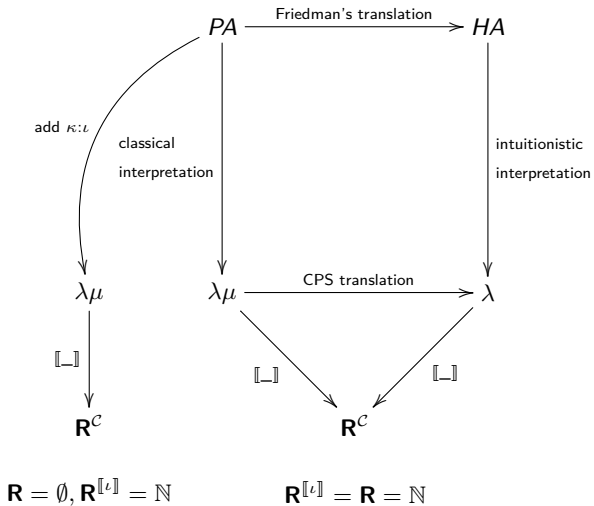 PA Friedman's translation HA
add κ:ι
classical
interpretation
intuitionistic
interpretation
λμ λμ CPS translation λ
⟦_⟧ ⟦_⟧ ⟦_⟧
R^𝒞 R^𝒞
R = ∅, R^⟦ι⟧ = ℕ
R^⟦ι⟧ = R = ℕ